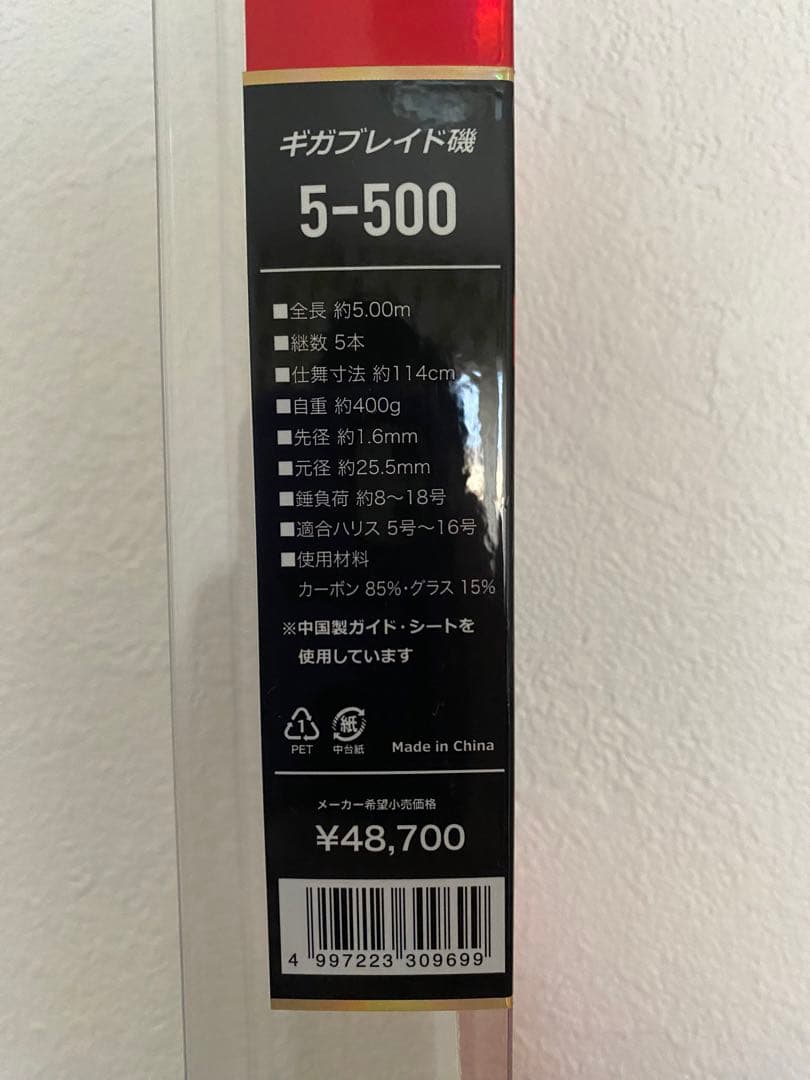 ギガブレイド磯
5-500
■全長 約5.00m
■継数 5本
■仕舞寸法 約114cm
■自重 約400g
■先径 約1.6mm
■元径 約25.5mm
■錘負荷 約8〜18号
■適合ハリス 5号〜16号
■使用材料
カーボン 85%・グラス 15%
※中国製ガイド・シートを
使用しています
1 紙
PET 中台紙 Made in China
メーカー希望小売価格
¥48,700
4 997223 309699